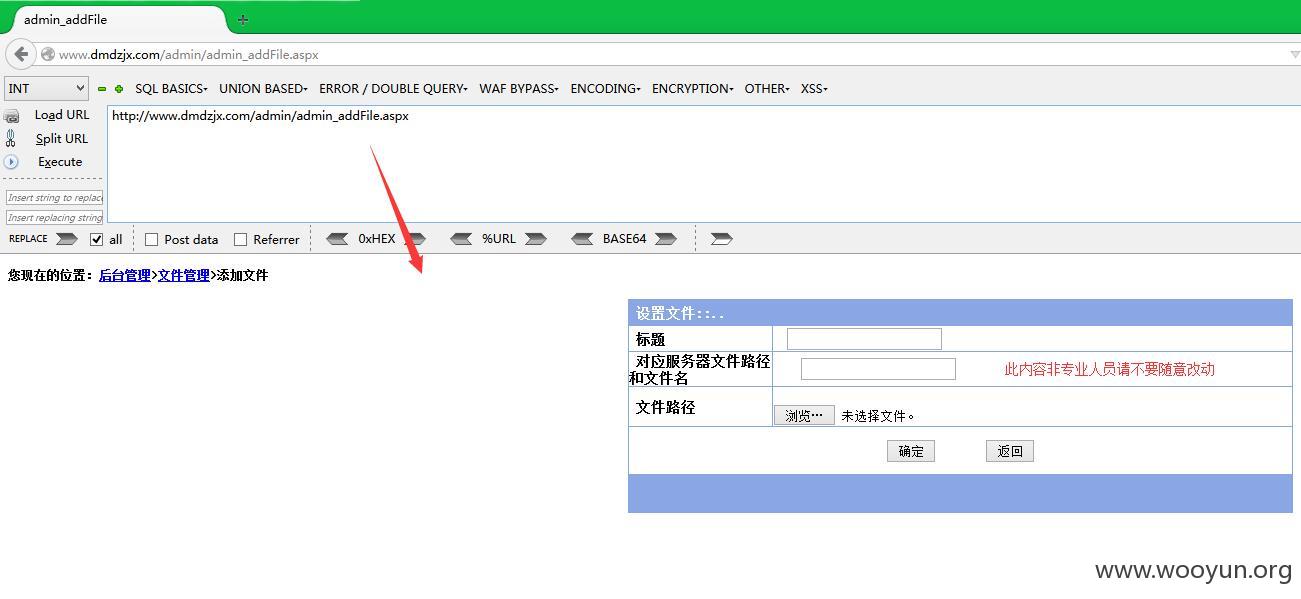 admin_addFile
www.dmdzjx.com/admin/admin_addFile.aspx
INT SQL BASICS UNION BASED ERROR / DOUBLE QUERY WAF BYPASS ENCODING ENCRYPTION OTHER XSS
Load URL http://www.dmdzjx.com/admin/admin_addFile.aspx
Split URL
Execute
Insert string to replac
Insert replacing string
REPLACE all Post data Referrer 0xHEX %URL BASE64
您现在的位置：后台管理>文件管理>添加文件
设置文件::..
标题
对应服务器文件路径和文件名 此内容非专业人员请不要随意改动
文件路径 浏览… 未选择文件。
确定 返回
www.wooyun.org